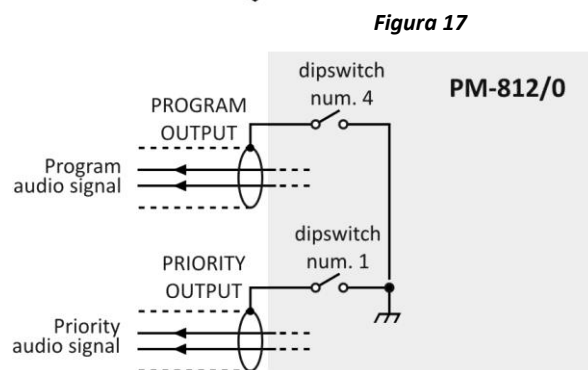 Figura 17
dipswitch
num. 4
PM-812/0
PROGRAM
OUTPUT
Program
audio signal
dipswitch
num. 1
PRIORITY
OUTPUT
Priority
audio signal